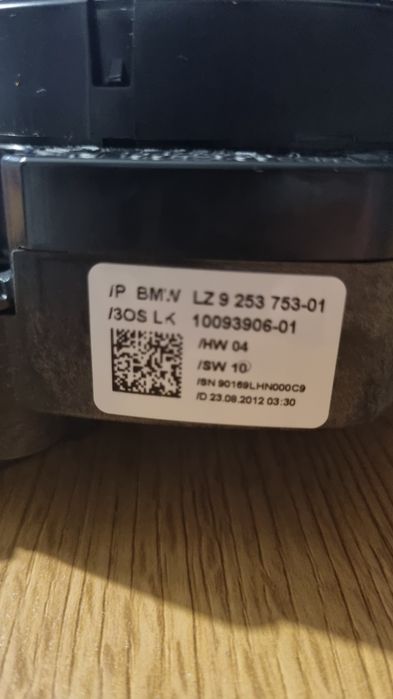 /P BMW LZ 9 253 753-01
/3OS LK 10093906-01
/HW 04
/SW 10
/SN 90169LHN000C9
/D 23.08.2012 03:30